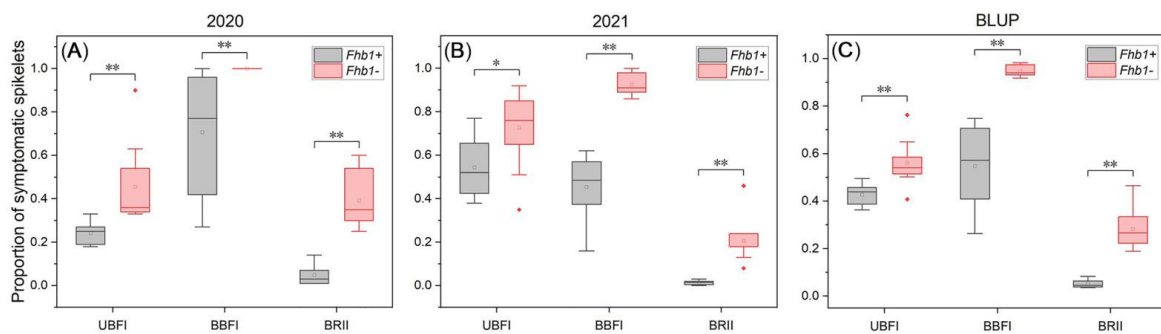 2020
2021
BLUP
Proportion of symptomatic spikelets
(A)
Fhb1+
Fhb1-
**
**
**
1.0
0.8
0.6
0.4
0.2
0.0
UBFI
BBFI
BRII
(B)
Fhb1+
Fhb1-
*
**
**
1.0
0.8
0.6
0.4
0.2
0.0
UBFI
BBFI
BRII
(C)
Fhb1+
Fhb1-
**
**
**
1.0
0.8
0.6
0.4
0.2
0.0
UBFI
BBFI
BRII